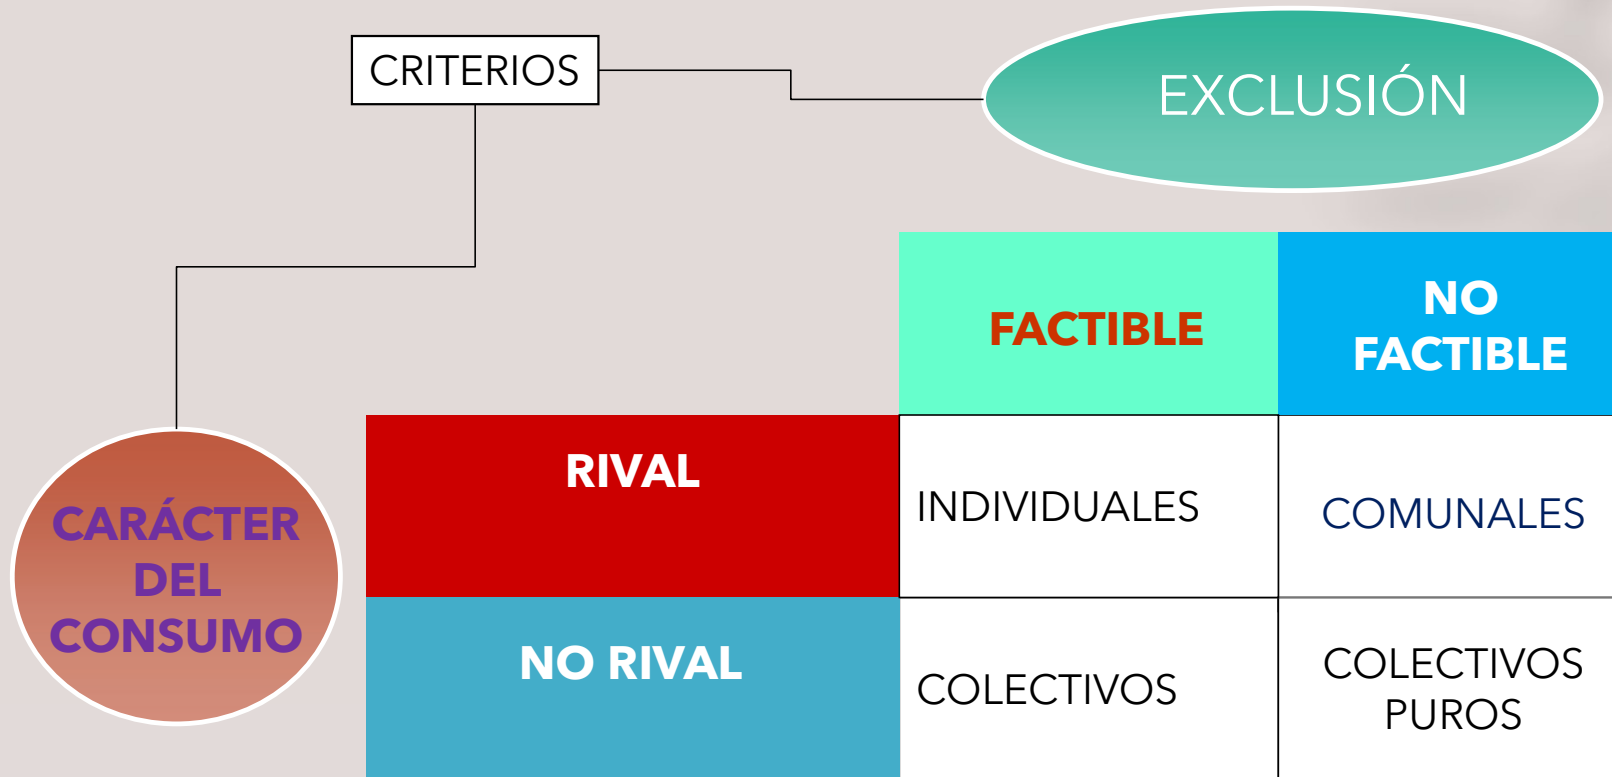 CRITERIOS
EXCLUSIÓN
FACTIBLE
NO
FACTIBLE
CARÁCTER
DEL
CONSUMO
RIVAL
INDIVIDUALES
COMUNALES
NO RIVAL
COLECTIVOS
COLECTIVOS
PUROS